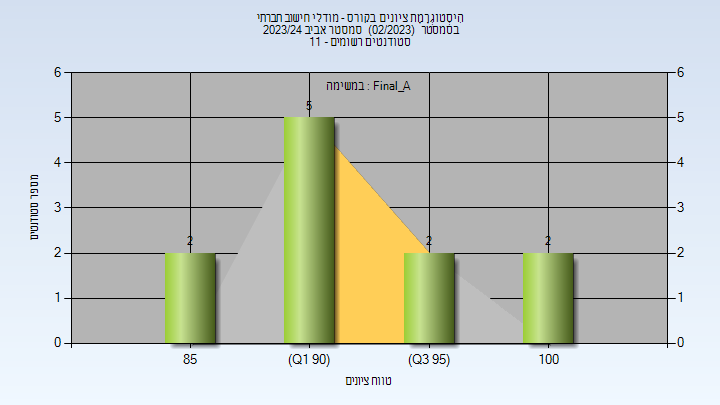 היסטוגרמת ציונים בקורס - מודלי חישוב חברתי
בסמסטר (02/2023) סמסטר אביב 2023/24
סטודנטים רשומים - 11
במשימה : Final_A
6 6
5 5 5
4 4
3 3
2 2 2 2 2
1 1
0 0
85 (Q1 90) (Q3 95) 100
מספר סטודנטים
טווח ציונים